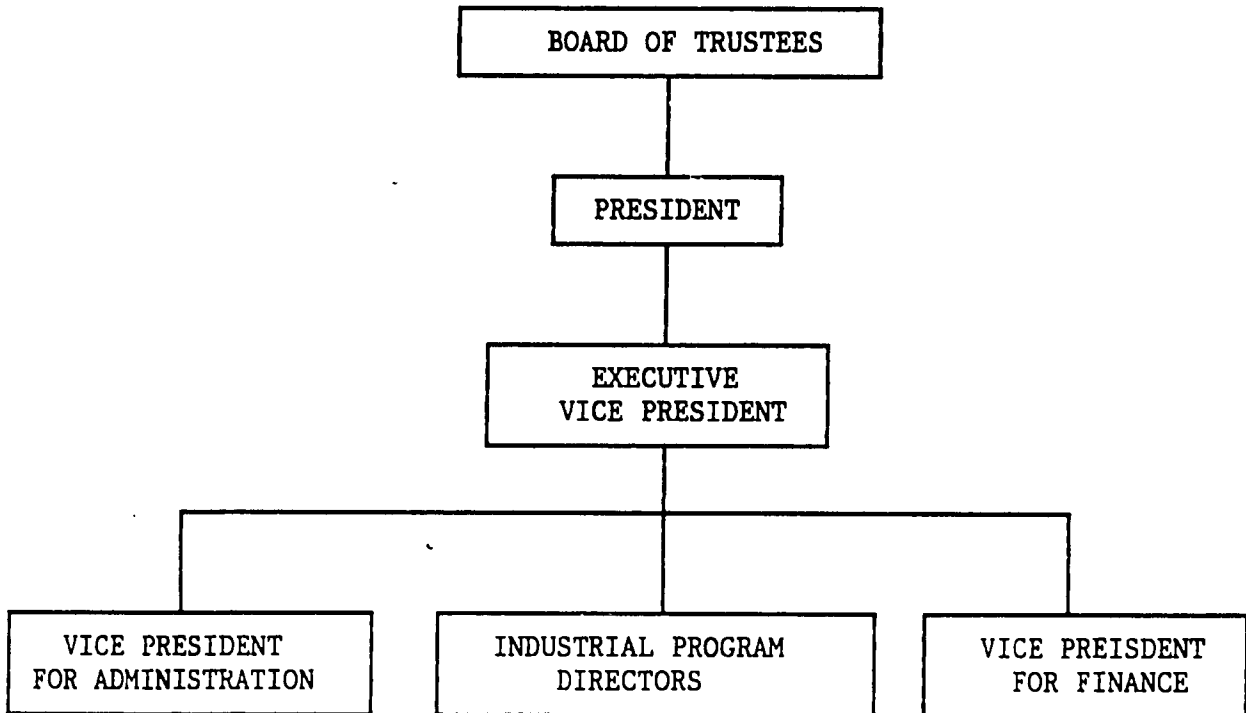 BOARD OF TRUSTEES
PRESIDENT
EXECUTIVE
VICE PRESIDENT
VICE PRESIDENT
FOR ADMINISTRATION
INDUSTRIAL PROGRAM
DIRECTORS
VICE PREISDENT
FOR FINANCE